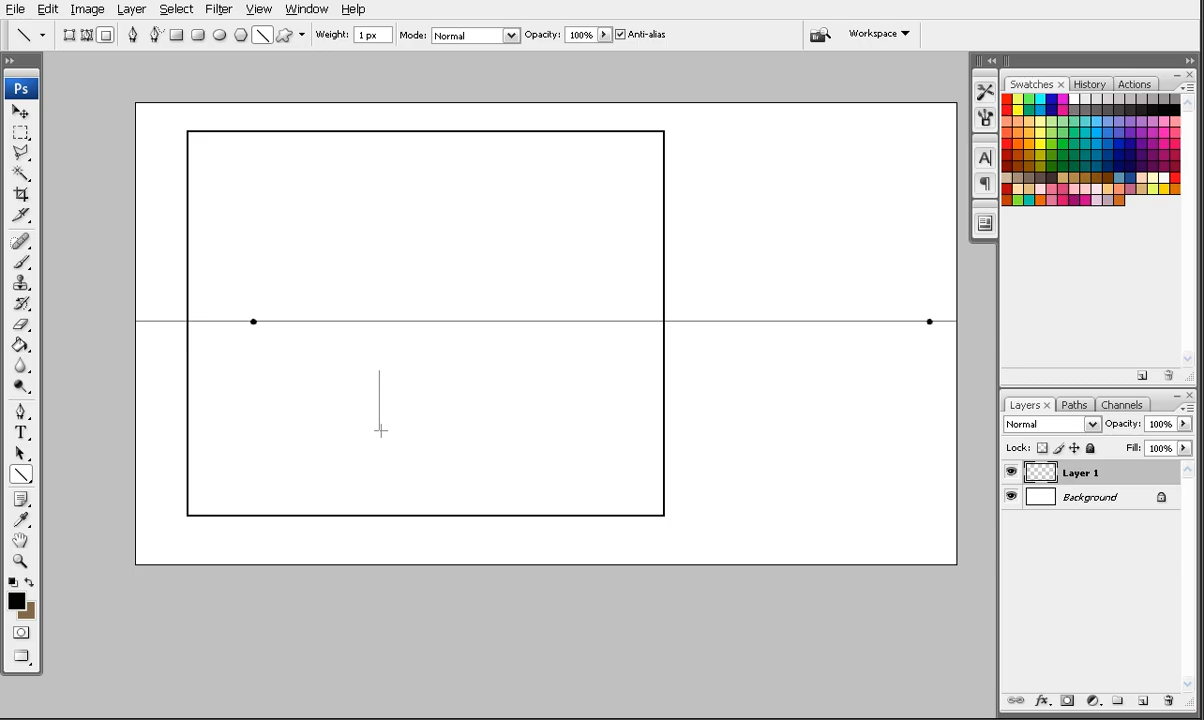 File Edit Image Layer Select Filter View Window Help
Weight: 1 px Mode: Normal Opacity: 100% Anti-alias Workspace
Ps
Swatches History Actions
Layers Paths Channels
Normal Opacity: 100%
Lock: Fill: 100%
Layer 1
Background